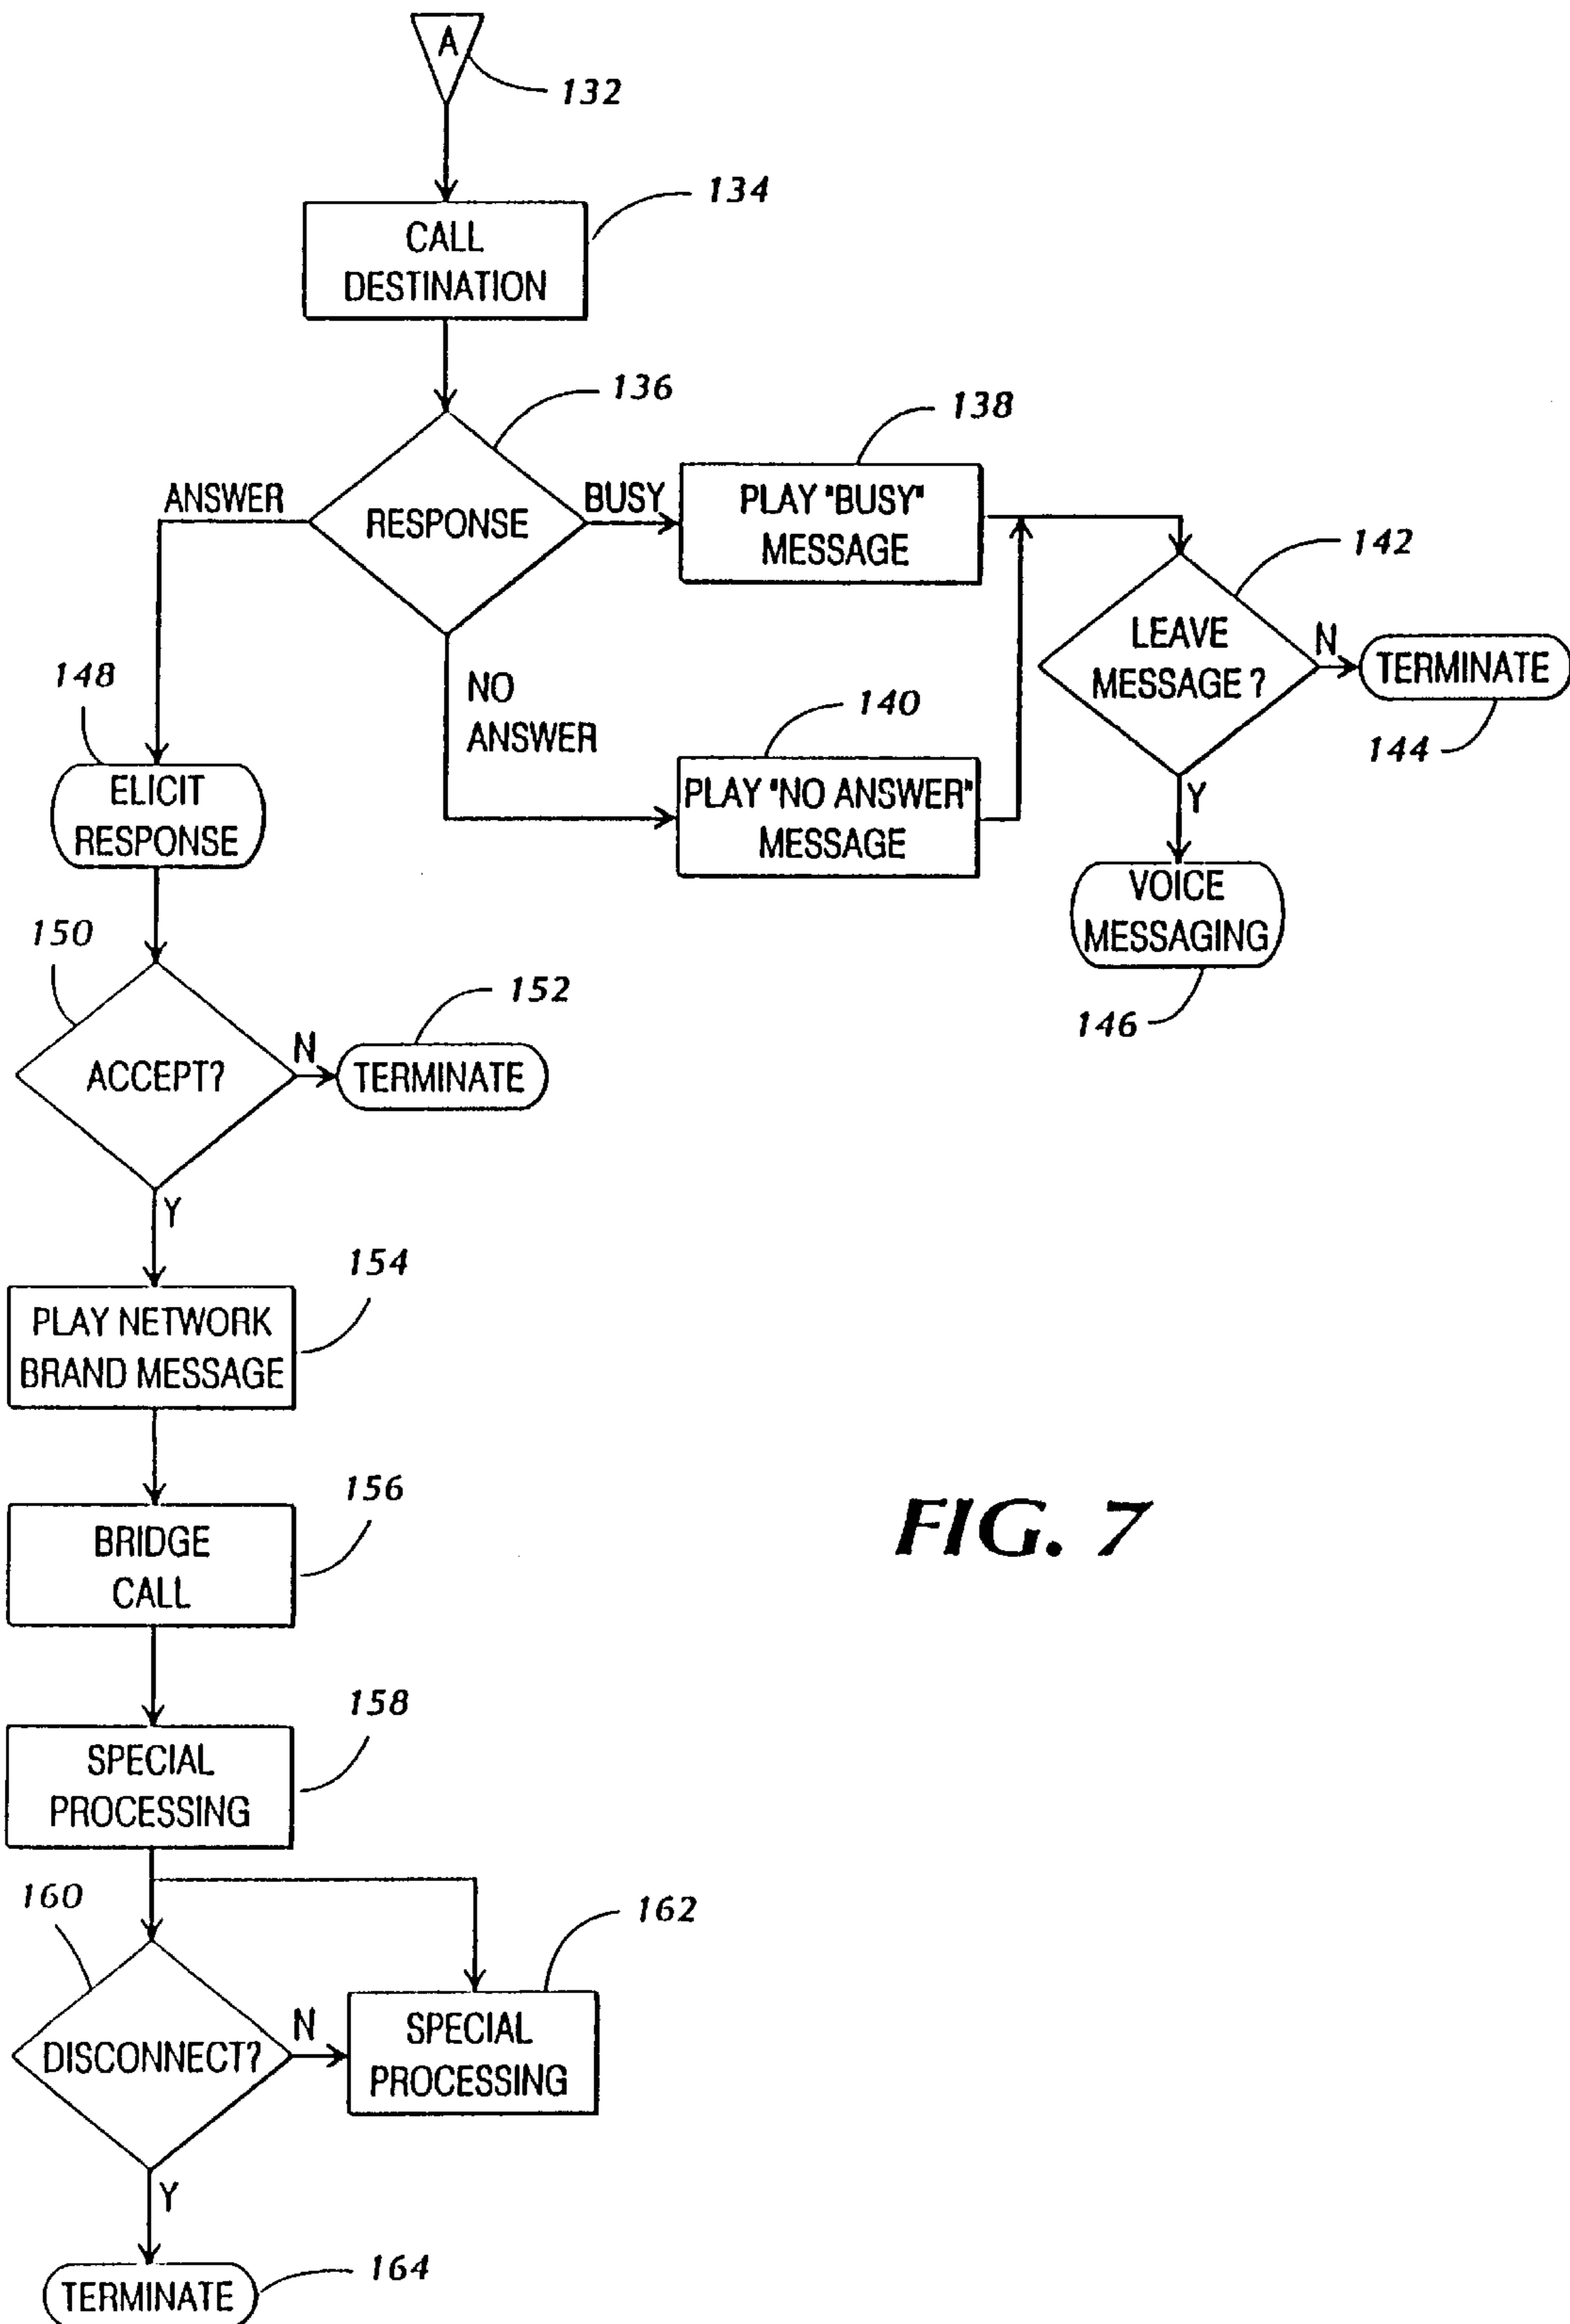 A
132
134
CALL
DESTINATION
136
138
ANSWER
RESPONSE
BUSY
PLAY "BUSY"
MESSAGE
142
LEAVE
MESSAGE?
N
TERMINATE
144
148
NO
ANSWER
140
ELICIT
RESPONSE
PLAY "NO ANSWER"
MESSAGE
Y
VOICE
MESSAGING
146
150
152
ACCEPT?
N
TERMINATE
Y
154
PLAY NETWORK
BRAND MESSAGE
156
BRIDGE
CALL
FIG. 7
158
SPECIAL
PROCESSING
160
162
DISCONNECT?
N
SPECIAL
PROCESSING
Y
TERMINATE
164